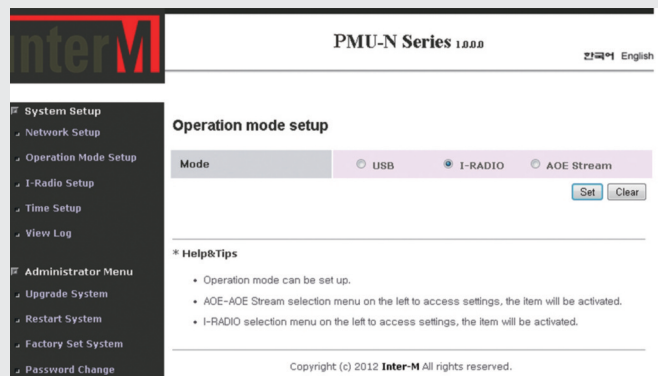 inter M
PMU-N Series 1.0.0.0
한국어 English
System Setup
Network Setup
Operation Mode Setup
I-Radio Setup
Time Setup
View Log
Administrator Menu
Upgrade System
Restart System
Factory Set System
Password Change
Operation mode setup
Mode USB I-RADIO AOE Stream
Set Clear
* Help&Tips
• Operation mode can be set up.
• AOE-AOE Stream selection menu on the left to access settings, the item will be activated.
• I-RADIO selection menu on the left to access settings, the item will be activated.
Copyright (c) 2012 Inter-M All rights reserved.